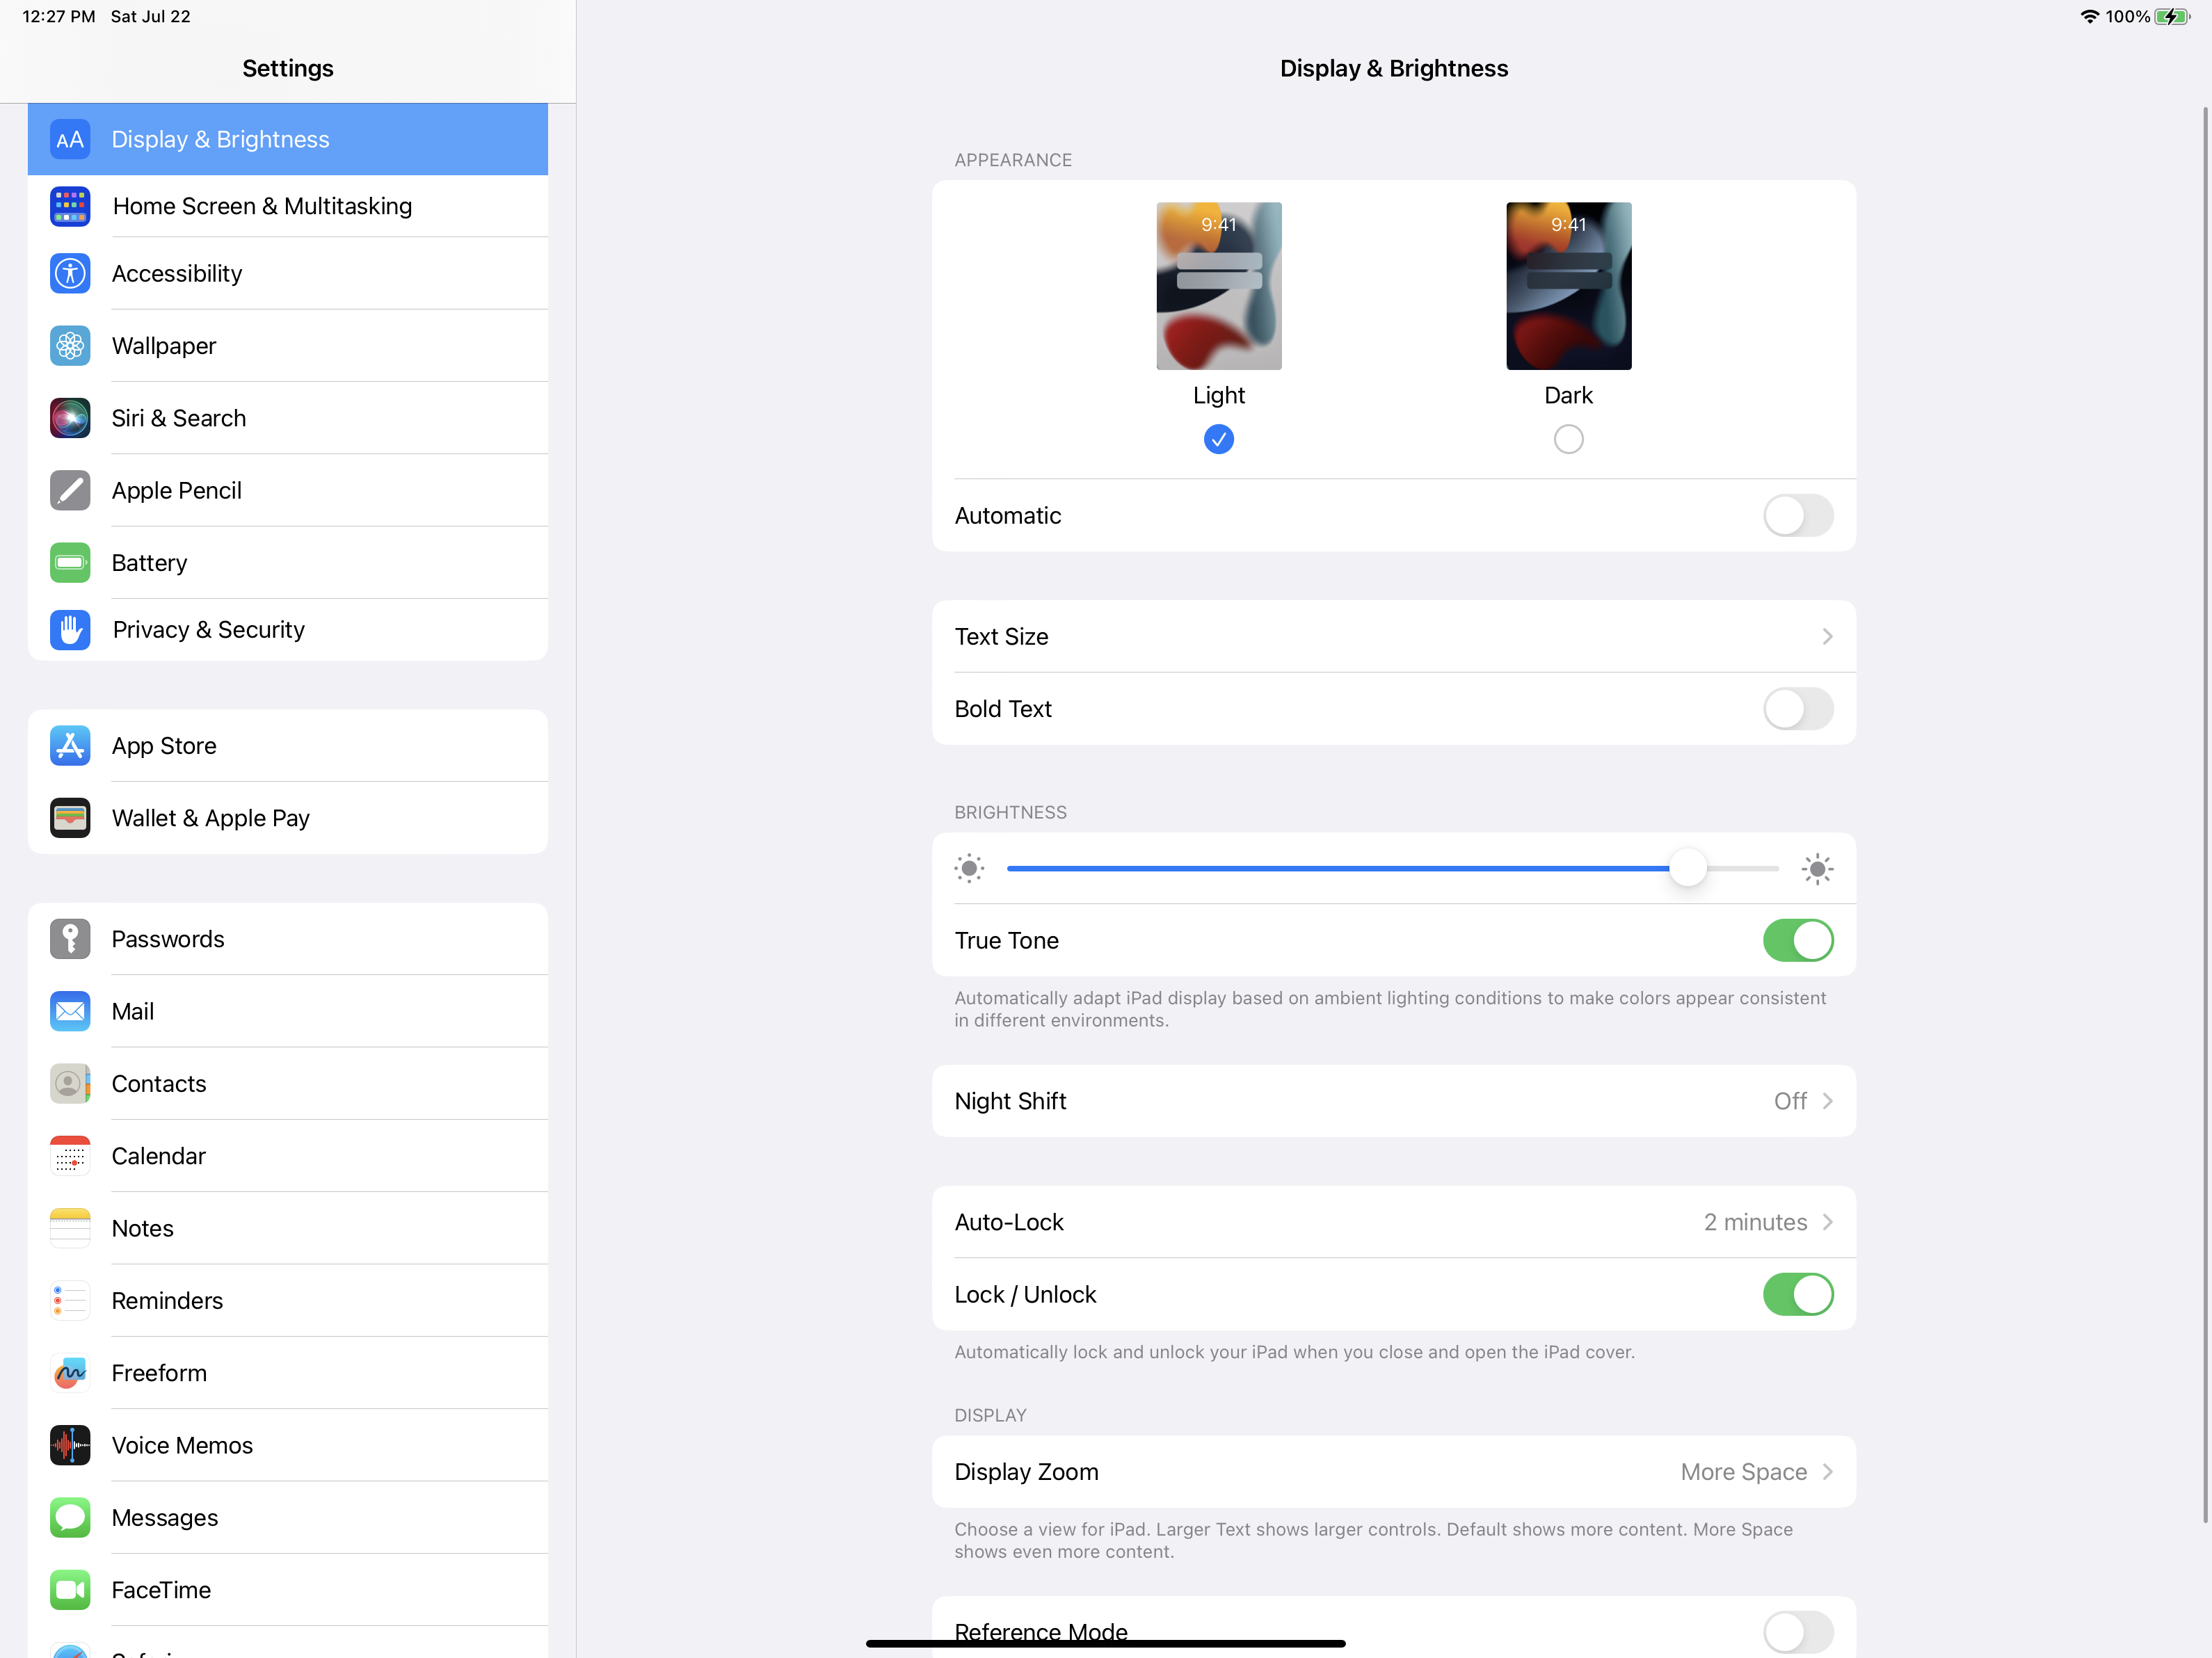 12:27 PM Sat Jul 22
100%
Settings
Display & Brightness
Home Screen & Multitasking
Accessibility
Wallpaper
Siri & Search
Apple Pencil
Battery
Privacy & Security
App Store
Wallet & Apple Pay
Passwords
Mail
Contacts
Calendar
Notes
Reminders
Freeform
Voice Memos
Messages
FaceTime
Display & Brightness
APPEARANCE
9:41
9:41
Light
Dark
Automatic
Text Size
Bold Text
BRIGHTNESS
True Tone
Automatically adapt iPad display based on ambient lighting conditions to make colors appear consistent
in different environments.
Night Shift Off
Auto-Lock 2 minutes
Lock / Unlock
Automatically lock and unlock your iPad when you close and open the iPad cover.
DISPLAY
Display Zoom More Space
Choose a view for iPad. Larger Text shows larger controls. Default shows more content. More Space
shows even more content.
Reference Mode